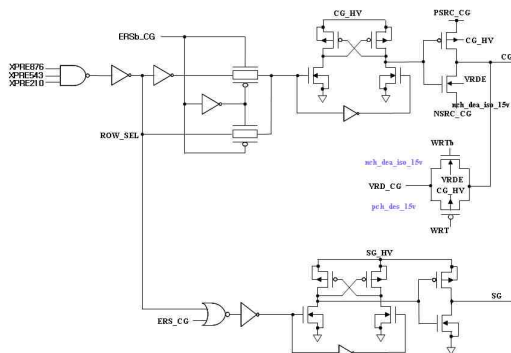 CG_HV
PSRC_CG
ERSb_CG
CG_HV
XPRE876
XPRE543
XPRE210
CG
VRDE
nch_dea_iso_15v
NSRC_CG
ROW_SEL
WRTb
nch_dea_iso_15v
VRDE
VRD_CG
CG_HV
pch_des_15v
WRT
SG_HV
SG
ERS_CG